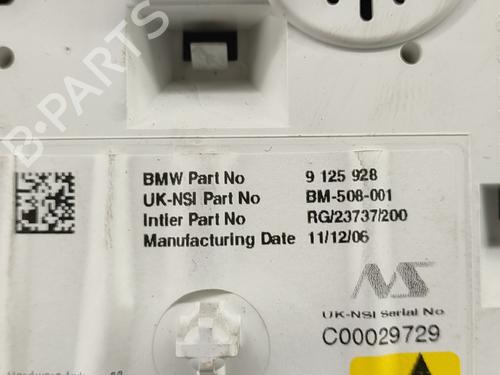 B-PARTS
BMW Part No 9 125 928
UK-NSI Part No BM-508-001
Intler Part No RG/23737/200
Manufacturing Date 11/12/06
UK-NSI Serial No
C00029729